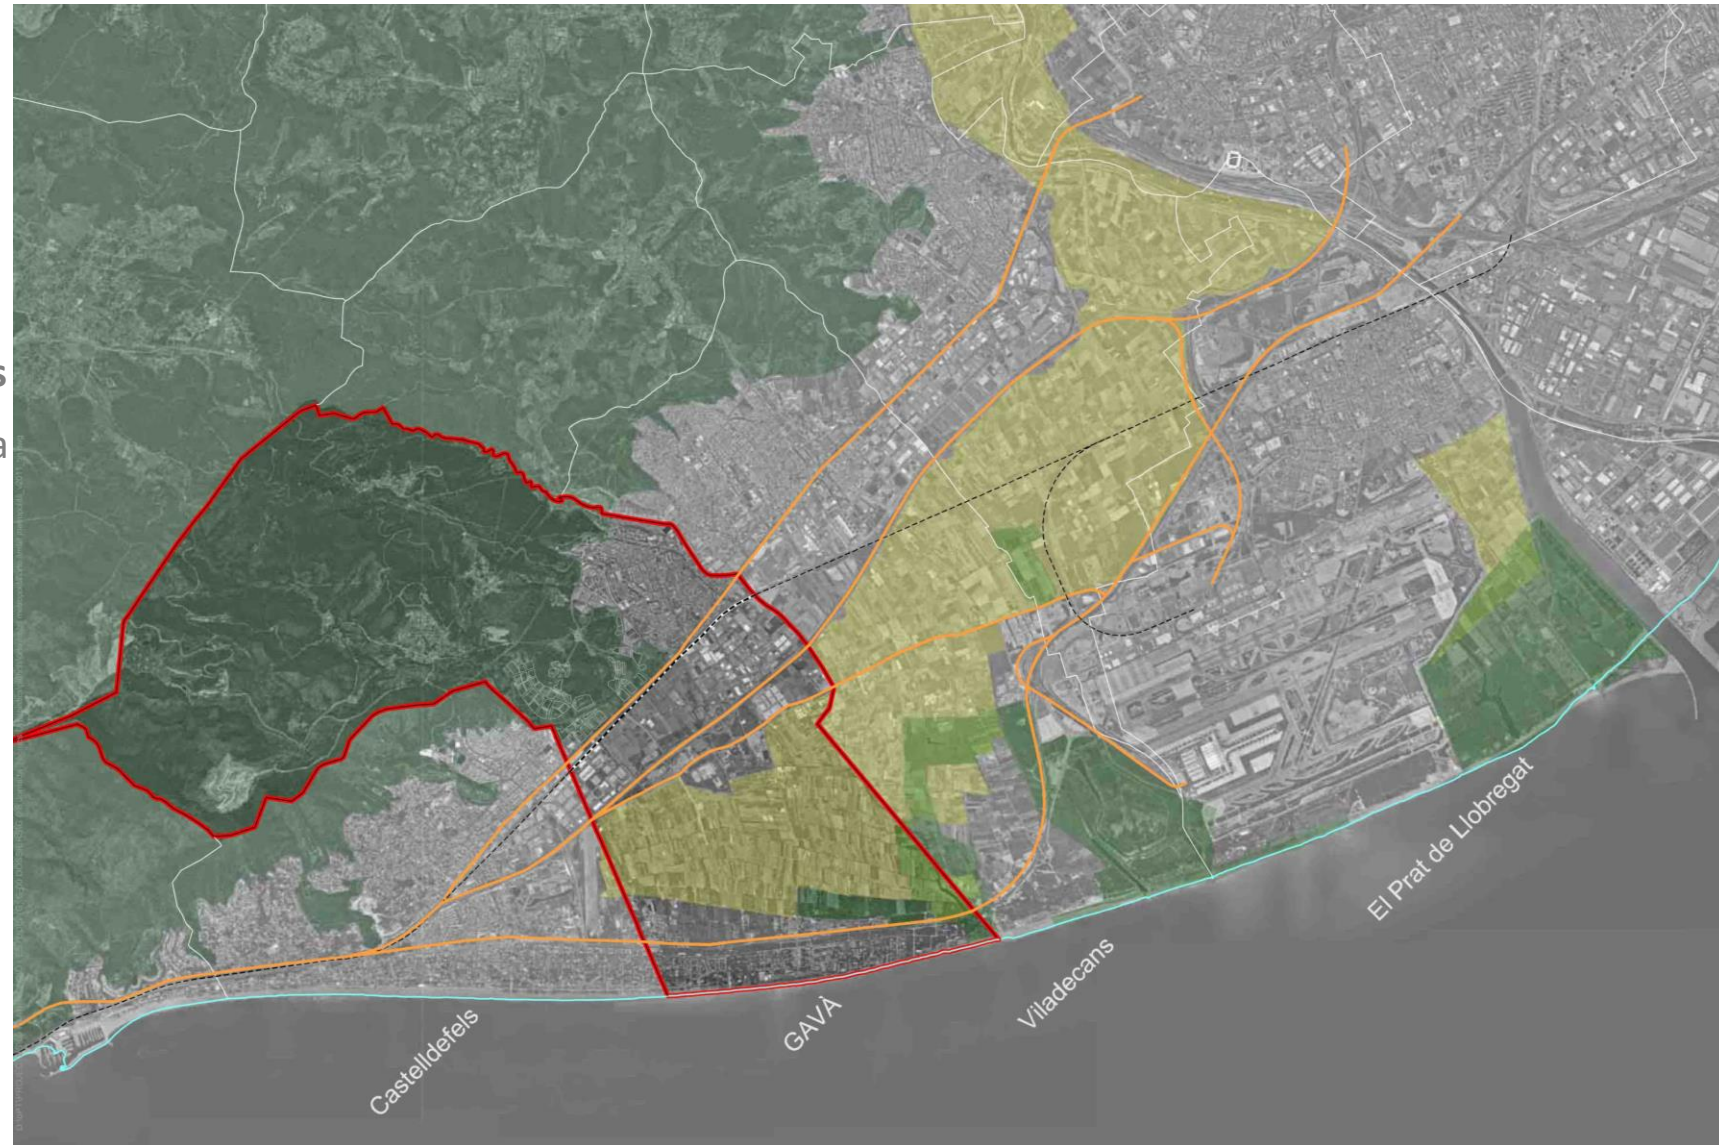 s
a
Castelldefels
GAVÀ
Viladecans
El Prat de Llobregat